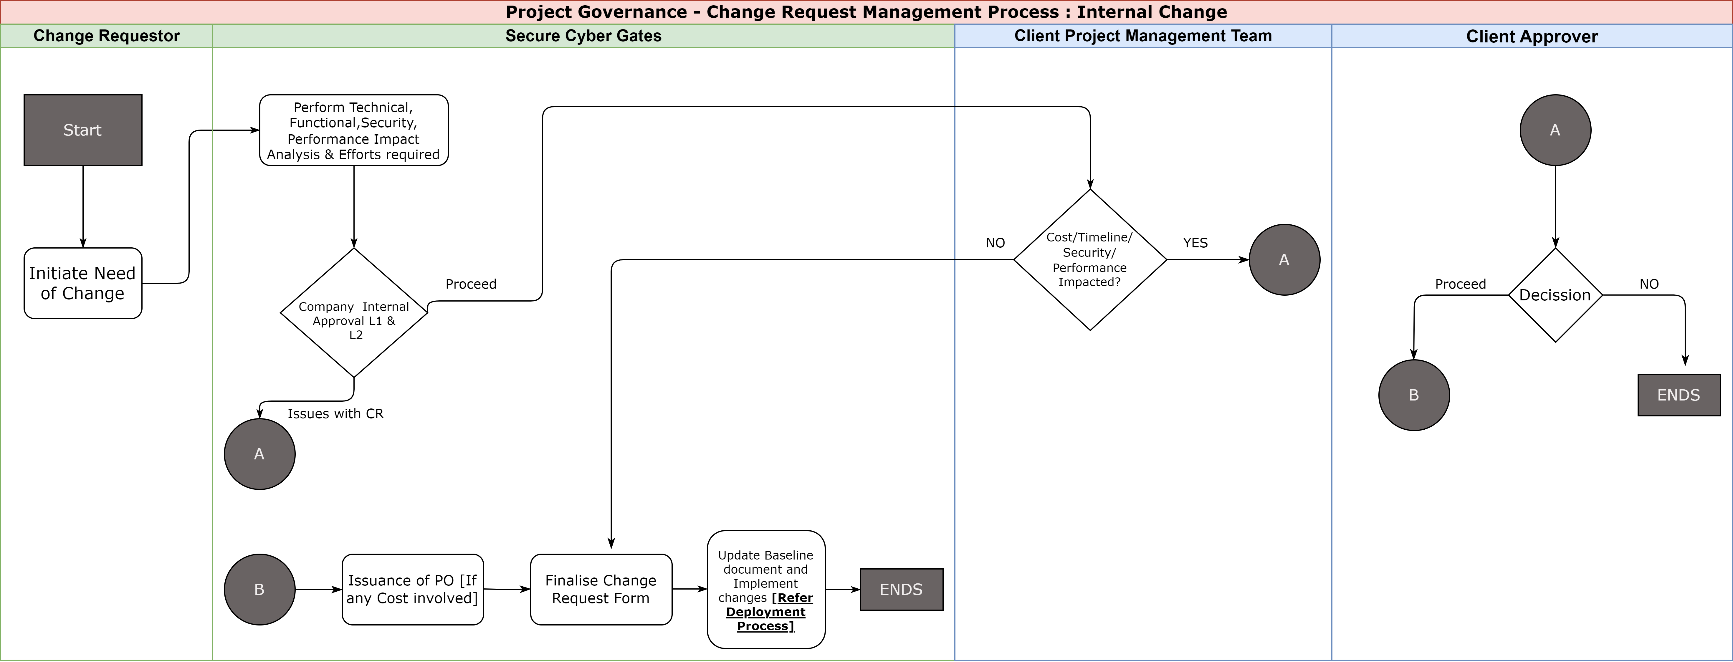 Project Governance - Change Request Management Process : Internal Change
Change Requestor
Secure Cyber Gates
Client Project Management Team
Client Approver
Start
Initiate Need
of Change
Perform Technical,
Functional,Security,
Performance Impact
Analysis & Efforts required
Company Internal
Approval L1 &
L2
Proceed
Issues with CR
A
B
Issuance of PO [If
any Cost involved]
Finalise Change
Request Form
Update Baseline
document and
Implement
changes [Refer
Deployment
Process]
ENDS
NO
Cost/Timeline/
Security/
Performance
Impacted?
YES
A
A
Decission
Proceed
NO
B
ENDS